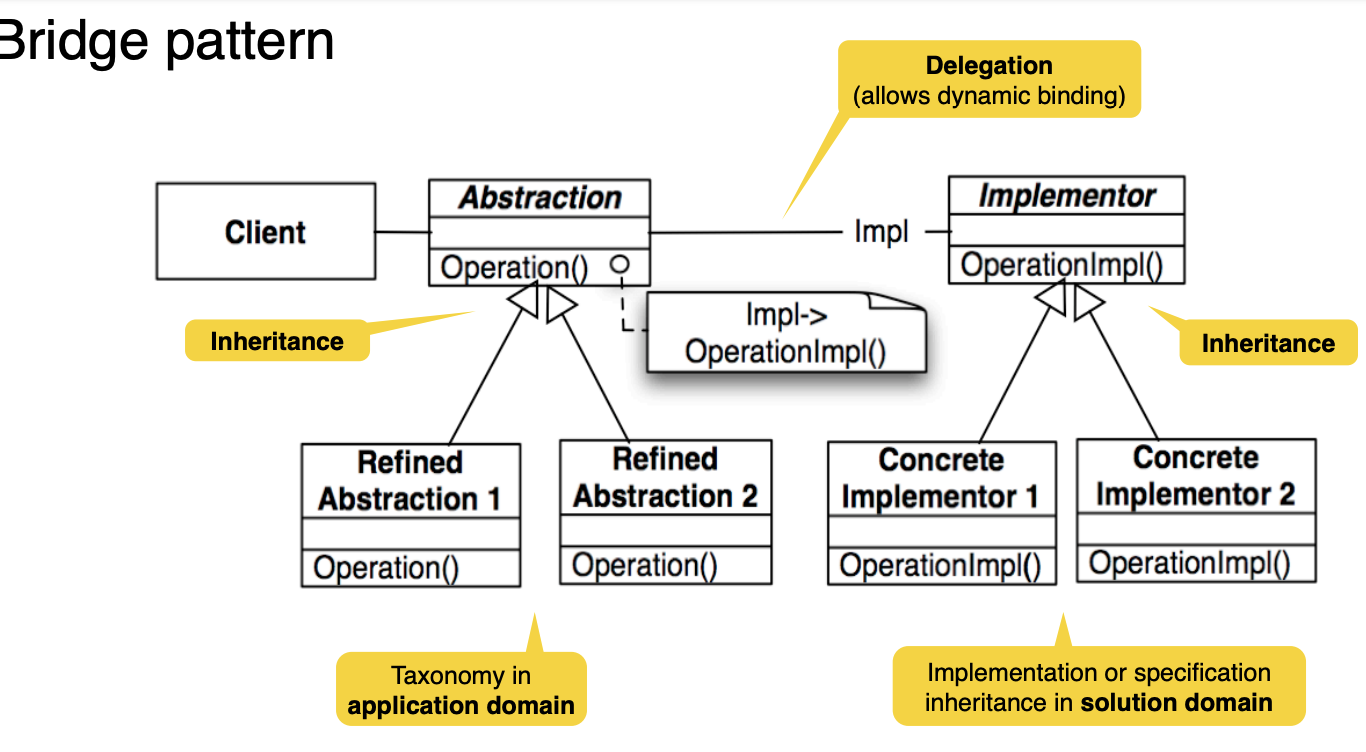 Bridge pattern
Delegation
(allows dynamic binding)
Client
Abstraction
Operation()
Impl
Implementor
OperationImpl()
Impl->
OperationImpl()
Inheritance
Inheritance
Refined
Abstraction 1
Operation()
Refined
Abstraction 2
Operation()
Concrete
Implementor 1
OperationImpl()
Concrete
Implementor 2
OperationImpl()
Taxonomy in
application domain
Implementation or specification
inheritance in solution domain